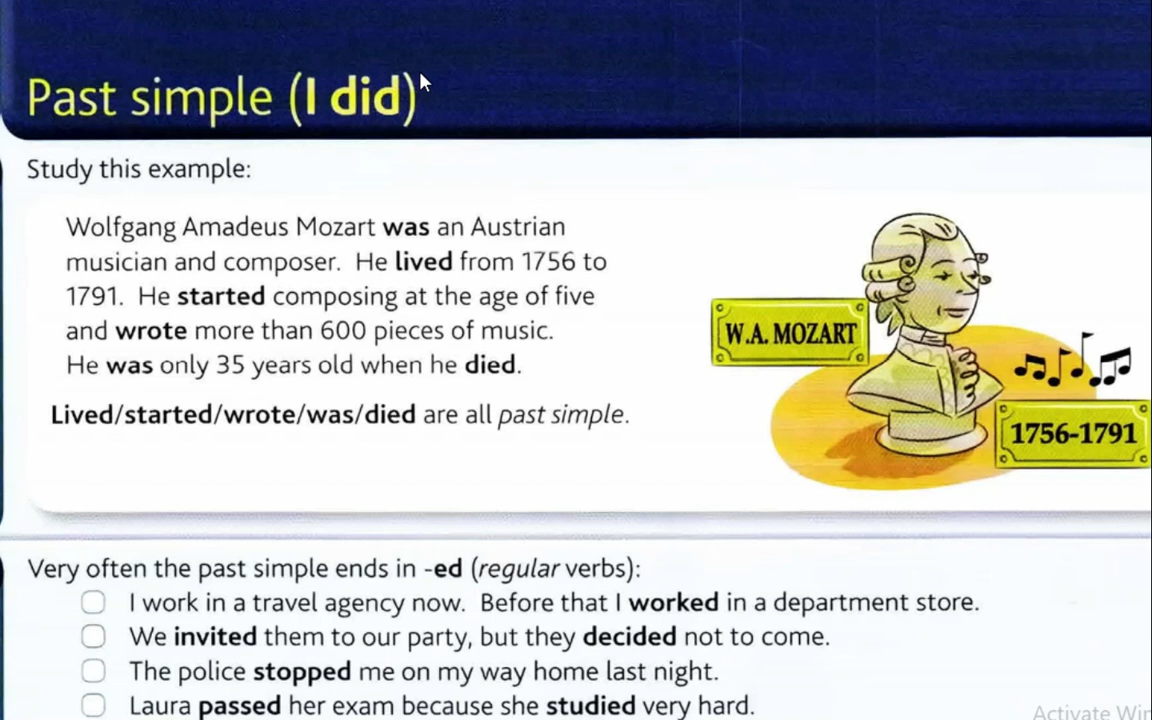 Past simple (I did)
Study this example:
Wolfgang Amadeus Mozart was an Austrian
musician and composer. He lived from 1756 to
1791. He started composing at the age of five
and wrote more than 600 pieces of music.
He was only 35 years old when he died.
W.A. MOZART
1756-1791
Lived/started/wrote/was/died are all past simple.
Very often the past simple ends in -ed (regular verbs):
I work in a travel agency now. Before that I worked in a department store.
We invited them to our party, but they decided not to come.
The police stopped me on my way home last night.
Laura passed her exam because she studied very hard.
Activate Win